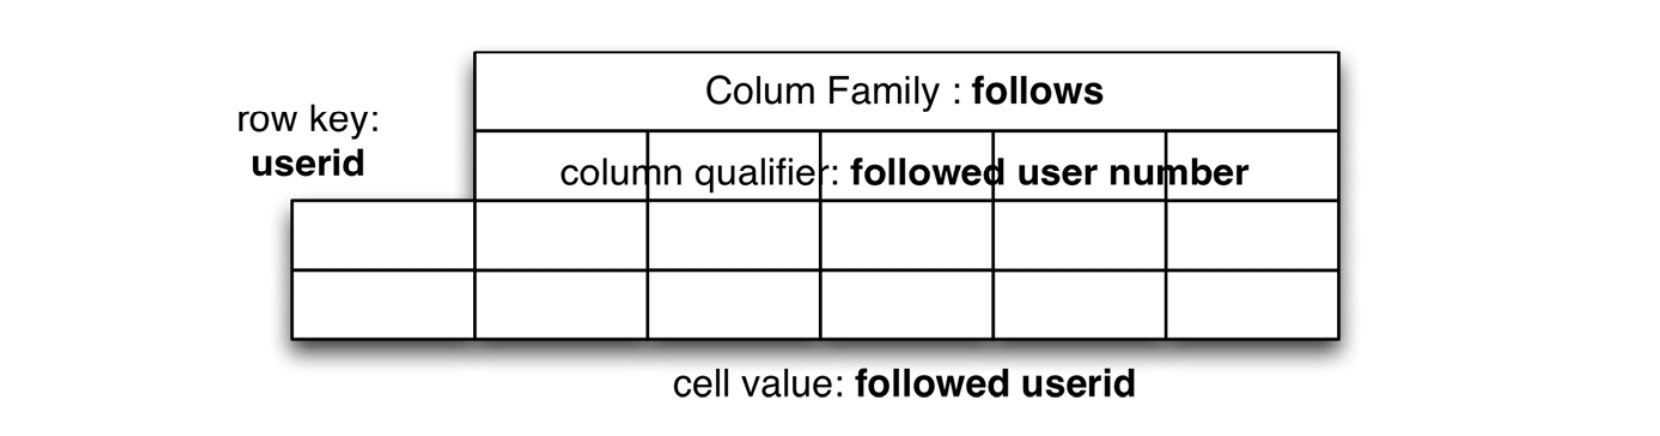 Colum Family : follows
row key:
userid
column qualifier: followed user number
cell value: followed userid